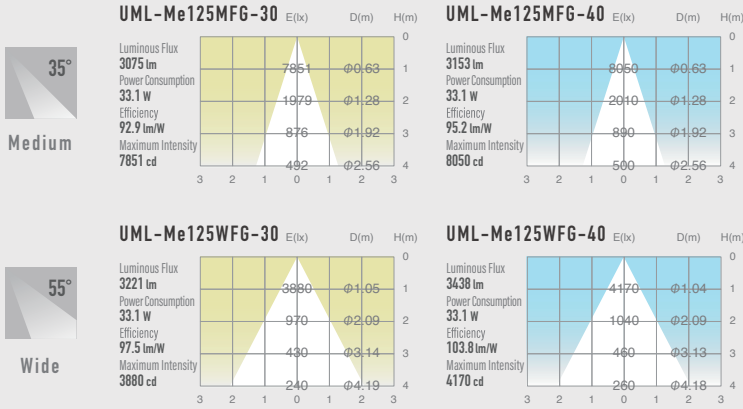 UML-Me125MFG-30 E(lx) D(m) H(m)
35°
Medium
Luminous Flux
3075 lm
Power Consumption
33.1 W
Efficiency
92.9 lm/W
Maximum Intensity
7851 cd
0
7851 Φ0.63 1
1979 Φ1.28 2
876 Φ1.92 3
492 Φ2.56 4
3 2 1 0 1 2 3
UML-Me125MFG-40 E(lx) D(m) H(m)
Luminous Flux
3153 lm
Power Consumption
33.1 W
Efficiency
95.2 lm/W
Maximum Intensity
8050 cd
0
8050 Φ0.63 1
2010 Φ1.28 2
890 Φ1.92 3
500 Φ2.56 4
3 2 1 0 1 2 3
UML-Me125WFG-30 E(lx) D(m) H(m)
55°
Wide
Luminous Flux
3221 lm
Power Consumption
33.1 W
Efficiency
97.5 lm/W
Maximum Intensity
3880 cd
0
3880 Φ1.05 1
970 Φ2.09 2
430 Φ3.14 3
240 Φ4.19 4
3 2 1 0 1 2 3
UML-Me125WFG-40 E(lx) D(m) H(m)
Luminous Flux
3438 lm
Power Consumption
33.1 W
Efficiency
103.8 lm/W
Maximum Intensity
4170 cd
0
4170 Φ1.04 1
1040 Φ2.09 2
460 Φ3.13 3
260 Φ4.18 4
3 2 1 0 1 2 3